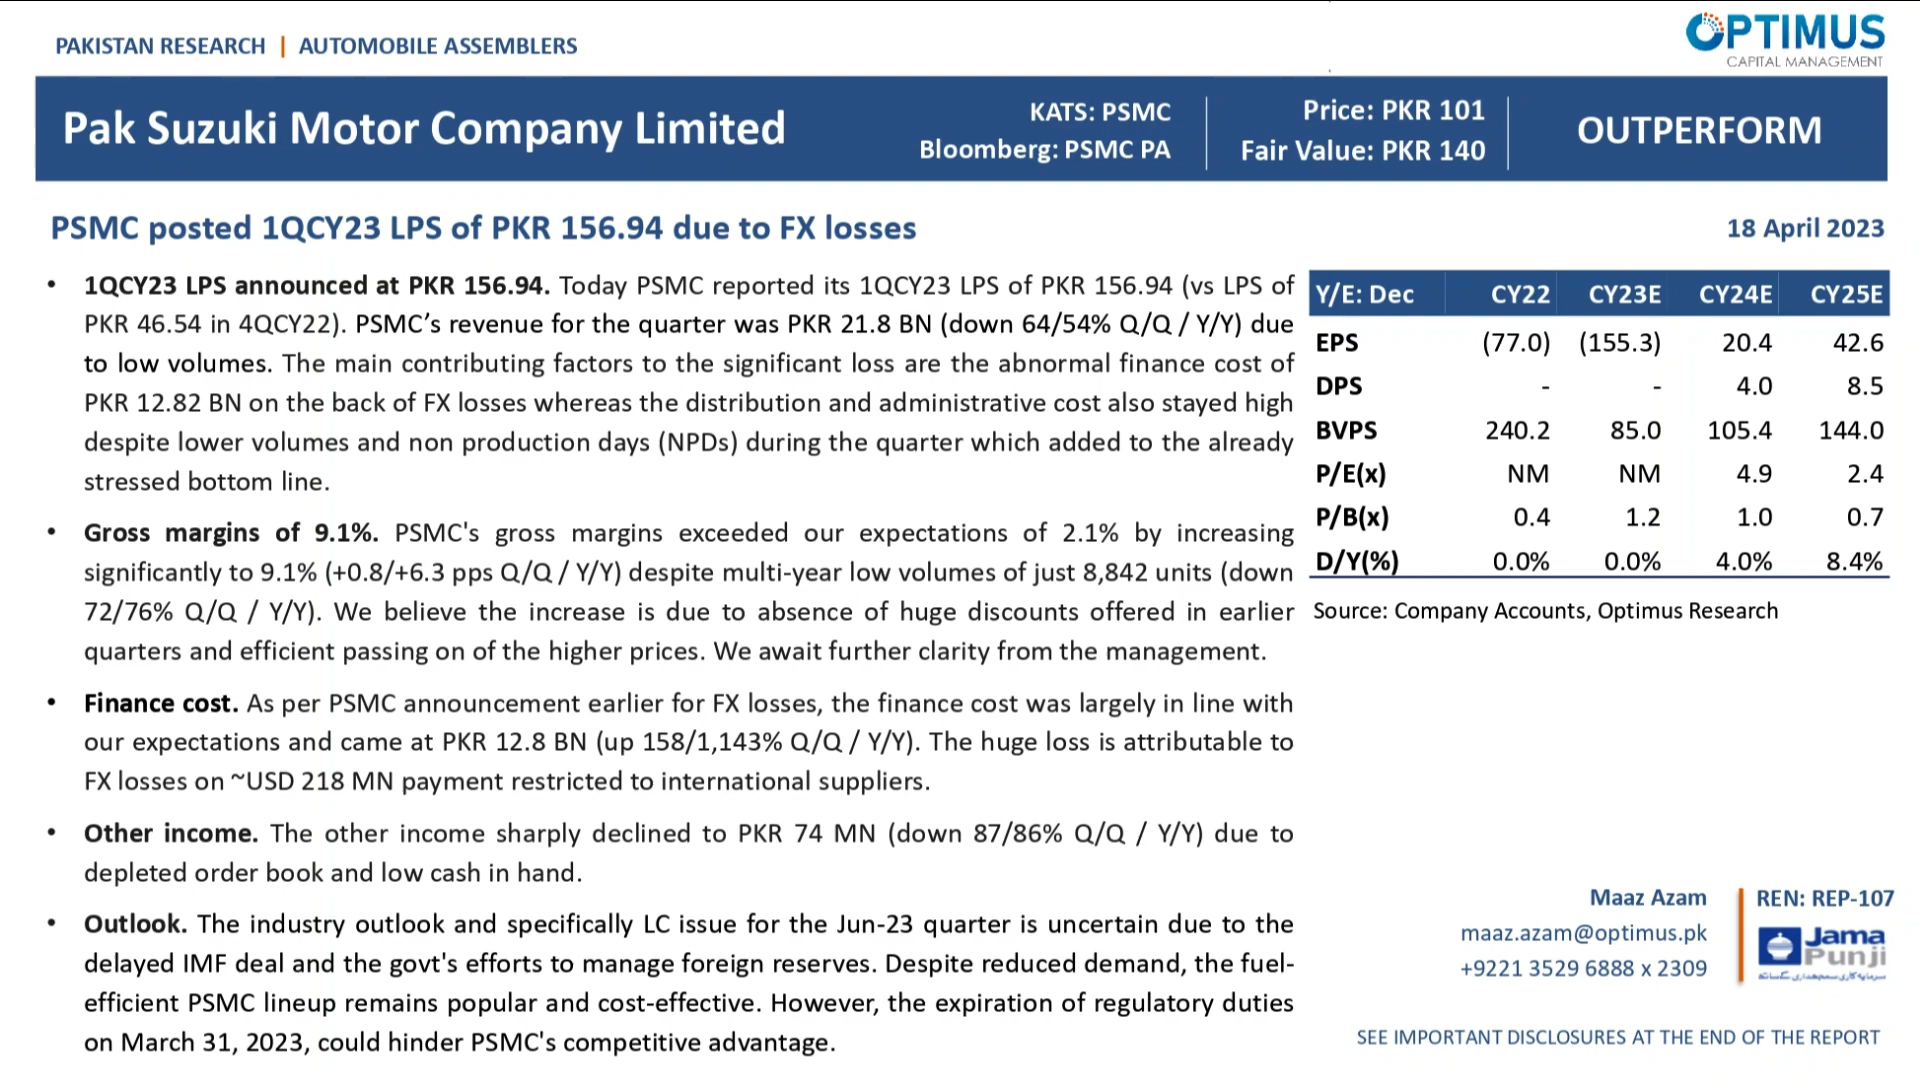 PAKISTAN RESEARCH | AUTOMOBILE ASSEMBLERS
OPTIMUS
CAPITAL MANAGEMENT
Pak Suzuki Motor Company Limited
KATS: PSMC
Bloomberg: PSMC PA
Price: PKR 101
Fair Value: PKR 140
OUTPERFORM
PSMC posted 1QCY23 LPS of PKR 156.94 due to FX losses
18 April 2023
• 1QCY23 LPS announced at PKR 156.94. Today PSMC reported its 1QCY23 LPS of PKR 156.94 (vs LPS of
PKR 46.54 in 4QCY22). PSMC’s revenue for the quarter was PKR 21.8 BN (down 64/54% Q/Q / Y/Y) due
to low volumes. The main contributing factors to the significant loss are the abnormal finance cost of
PKR 12.82 BN on the back of FX losses whereas the distribution and administrative cost also stayed high
despite lower volumes and non production days (NPDs) during the quarter which added to the already
stressed bottom line.
• Gross margins of 9.1%. PSMC's gross margins exceeded our expectations of 2.1% by increasing
significantly to 9.1% (+0.8/+6.3 pps Q/Q / Y/Y) despite multi-year low volumes of just 8,842 units (down
72/76% Q/Q / Y/Y). We believe the increase is due to absence of huge discounts offered in earlier
quarters and efficient passing on of the higher prices. We await further clarity from the management.
• Finance cost. As per PSMC announcement earlier for FX losses, the finance cost was largely in line with
our expectations and came at PKR 12.8 BN (up 158/1,143% Q/Q / Y/Y). The huge loss is attributable to
FX losses on ~USD 218 MN payment restricted to international suppliers.
• Other income. The other income sharply declined to PKR 74 MN (down 87/86% Q/Q / Y/Y) due to
depleted order book and low cash in hand.
• Outlook. The industry outlook and specifically LC issue for the Jun-23 quarter is uncertain due to the
delayed IMF deal and the govt's efforts to manage foreign reserves. Despite reduced demand, the fuel-
efficient PSMC lineup remains popular and cost-effective. However, the expiration of regulatory duties
on March 31, 2023, could hinder PSMC's competitive advantage.
Y/E: Dec CY22 CY23E CY24E CY25E
EPS (77.0) (155.3) 20.4 42.6
DPS - - 4.0 8.5
BVPS 240.2 85.0 105.4 144.0
P/E(x) NM NM 4.9 2.4
P/B(x) 0.4 1.2 1.0 0.7
D/Y(%) 0.0% 0.0% 4.0% 8.4%
Source: Company Accounts, Optimus Research
Maaz Azam
maaz.azam@optimus.pk
+9221 3529 6888 x 2309
REN: REP-107
Jama
Punji
SEE IMPORTANT DISCLOSURES AT THE END OF THE REPORT